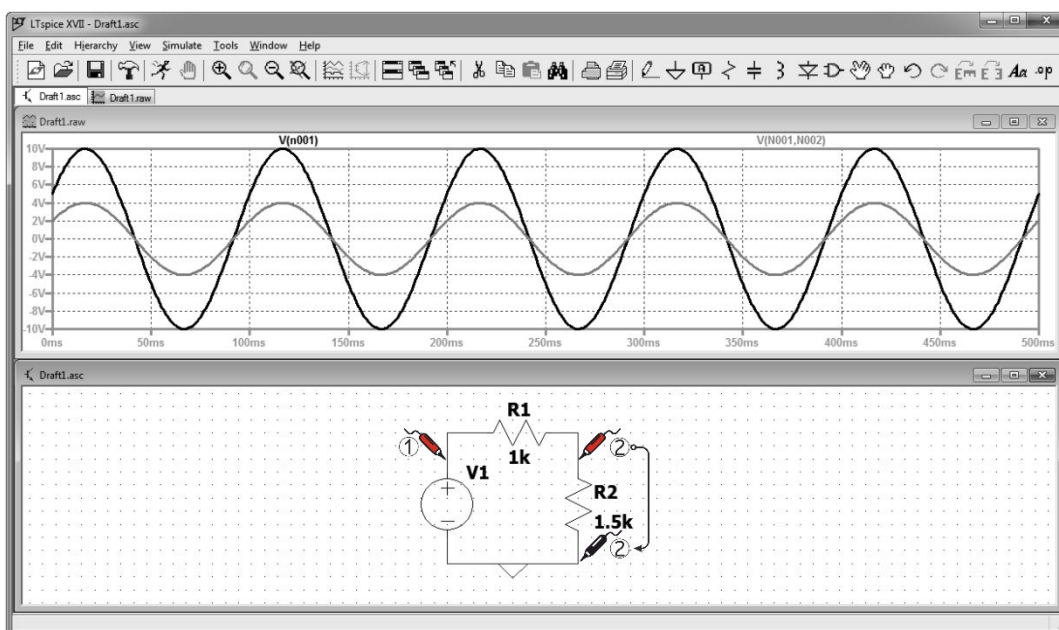 LTspice XVII - Draft1.asc
File Edit Hierarchy View Simulate Tools Window Help
Aa .op
Draft1.asc Draft1.raw
Draft1.raw
V(n001) V(N001,N002)
10V
8V
6V
4V
2V
0V
-2V
-4V
-6V
-8V
-10V
0ms 50ms 100ms 150ms 200ms 250ms 300ms 350ms 400ms 450ms 500ms
Draft1.asc
R1
1 2
1k
V1
R2
1.5k
2